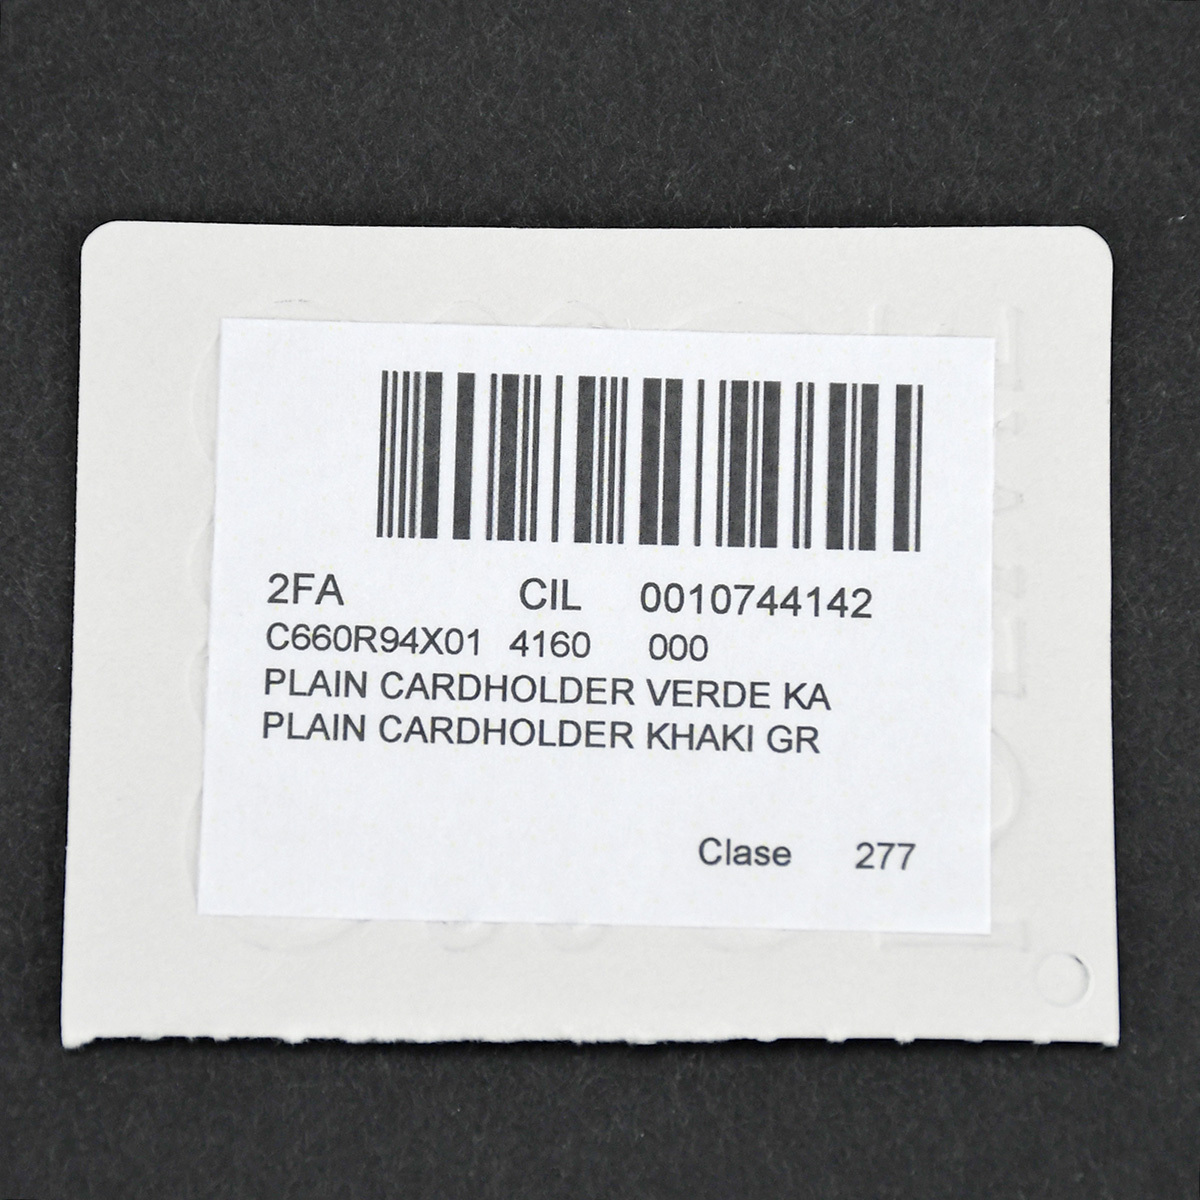 2FA CIL 0010744142
C660R94X01 4160 000
PLAIN CARDHOLDER VERDE KA
PLAIN CARDHOLDER KHAKI GR
Clase 277